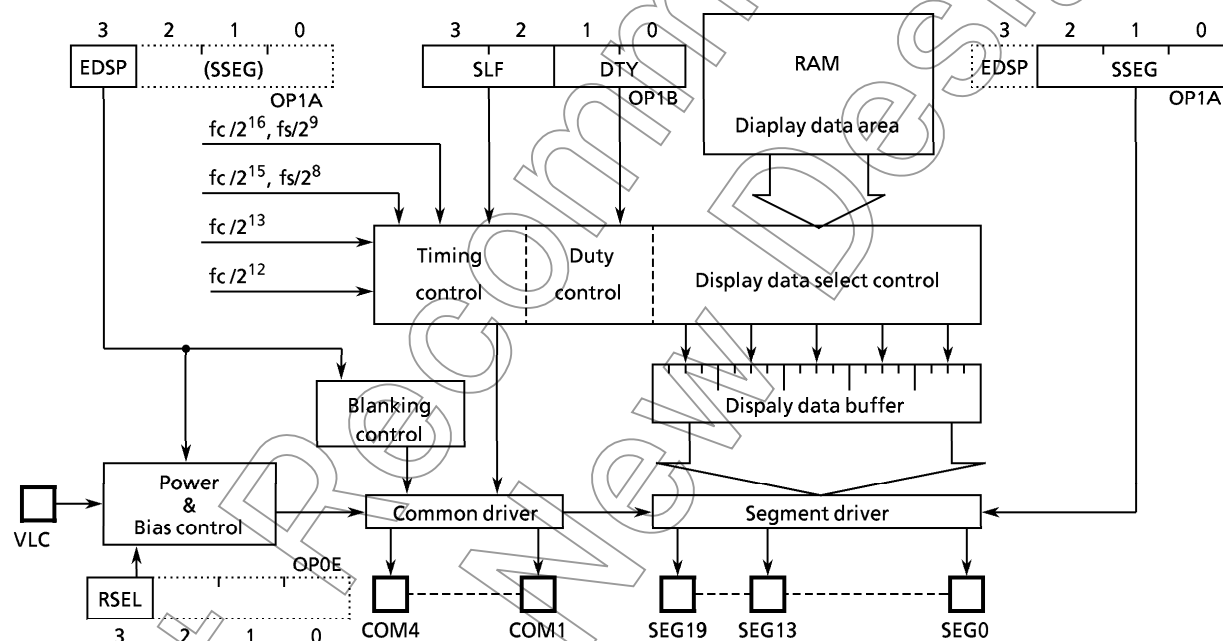 3 2 1 0
EDSP (SSEG)
OP1A
3 2 1 0
SLF DTY
OP1B
RAM
Diaplay data area
3 2 1 0
EDSP SSEG
OP1A
fc/2^16, fs/2^9
fc/2^15, fs/2^8
fc/2^13
fc/2^12
Timing
control
Duty
control
Display data select control
Blanking
control
Dispaly data buffer
Power
&
Bias control
VLC
Common driver
Segment driver
OP0E
RSEL
3 2 1 0
COM4 COM1 SEG19 SEG13 SEG0